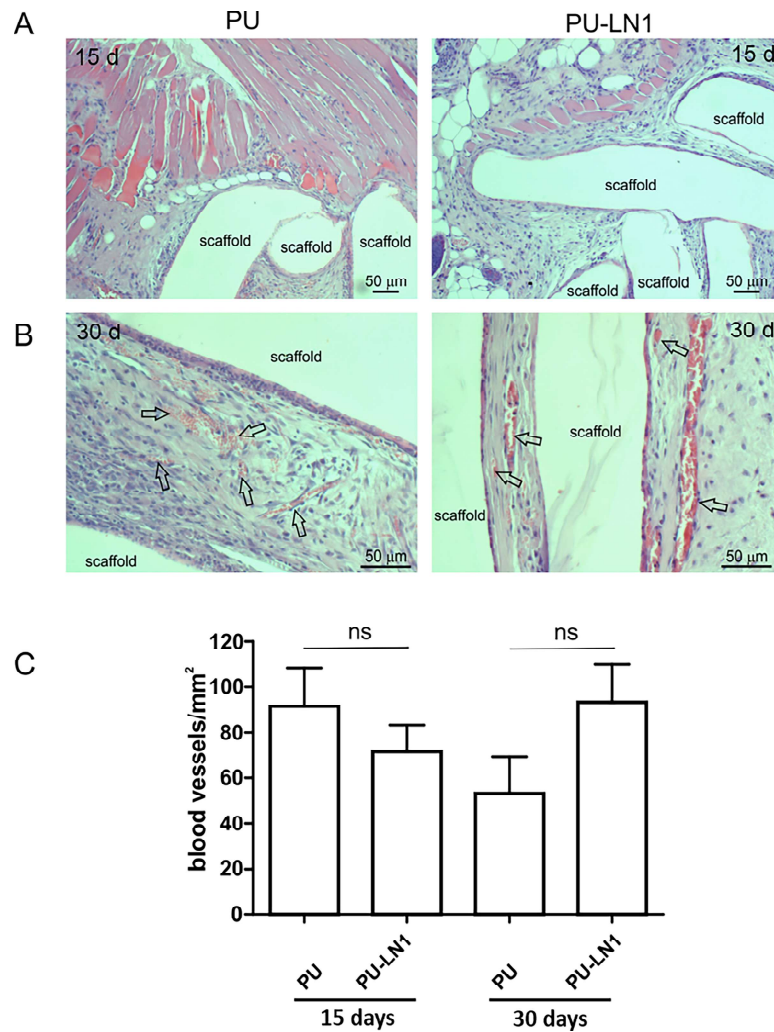 A PU PU-LN1
15 d 15 d
scaffold
scaffold
scaffold scaffold scaffold
scaffold scaffold
50 μm 50 μm
B 30 d 30 d
scaffold
scaffold
scaffold
scaffold
50 μm 50 μm
C
ns ns
blood vessels/mm²
120
100
80
60
40
20
0
PU PU-LN1 PU PU-LN1
15 days 30 days